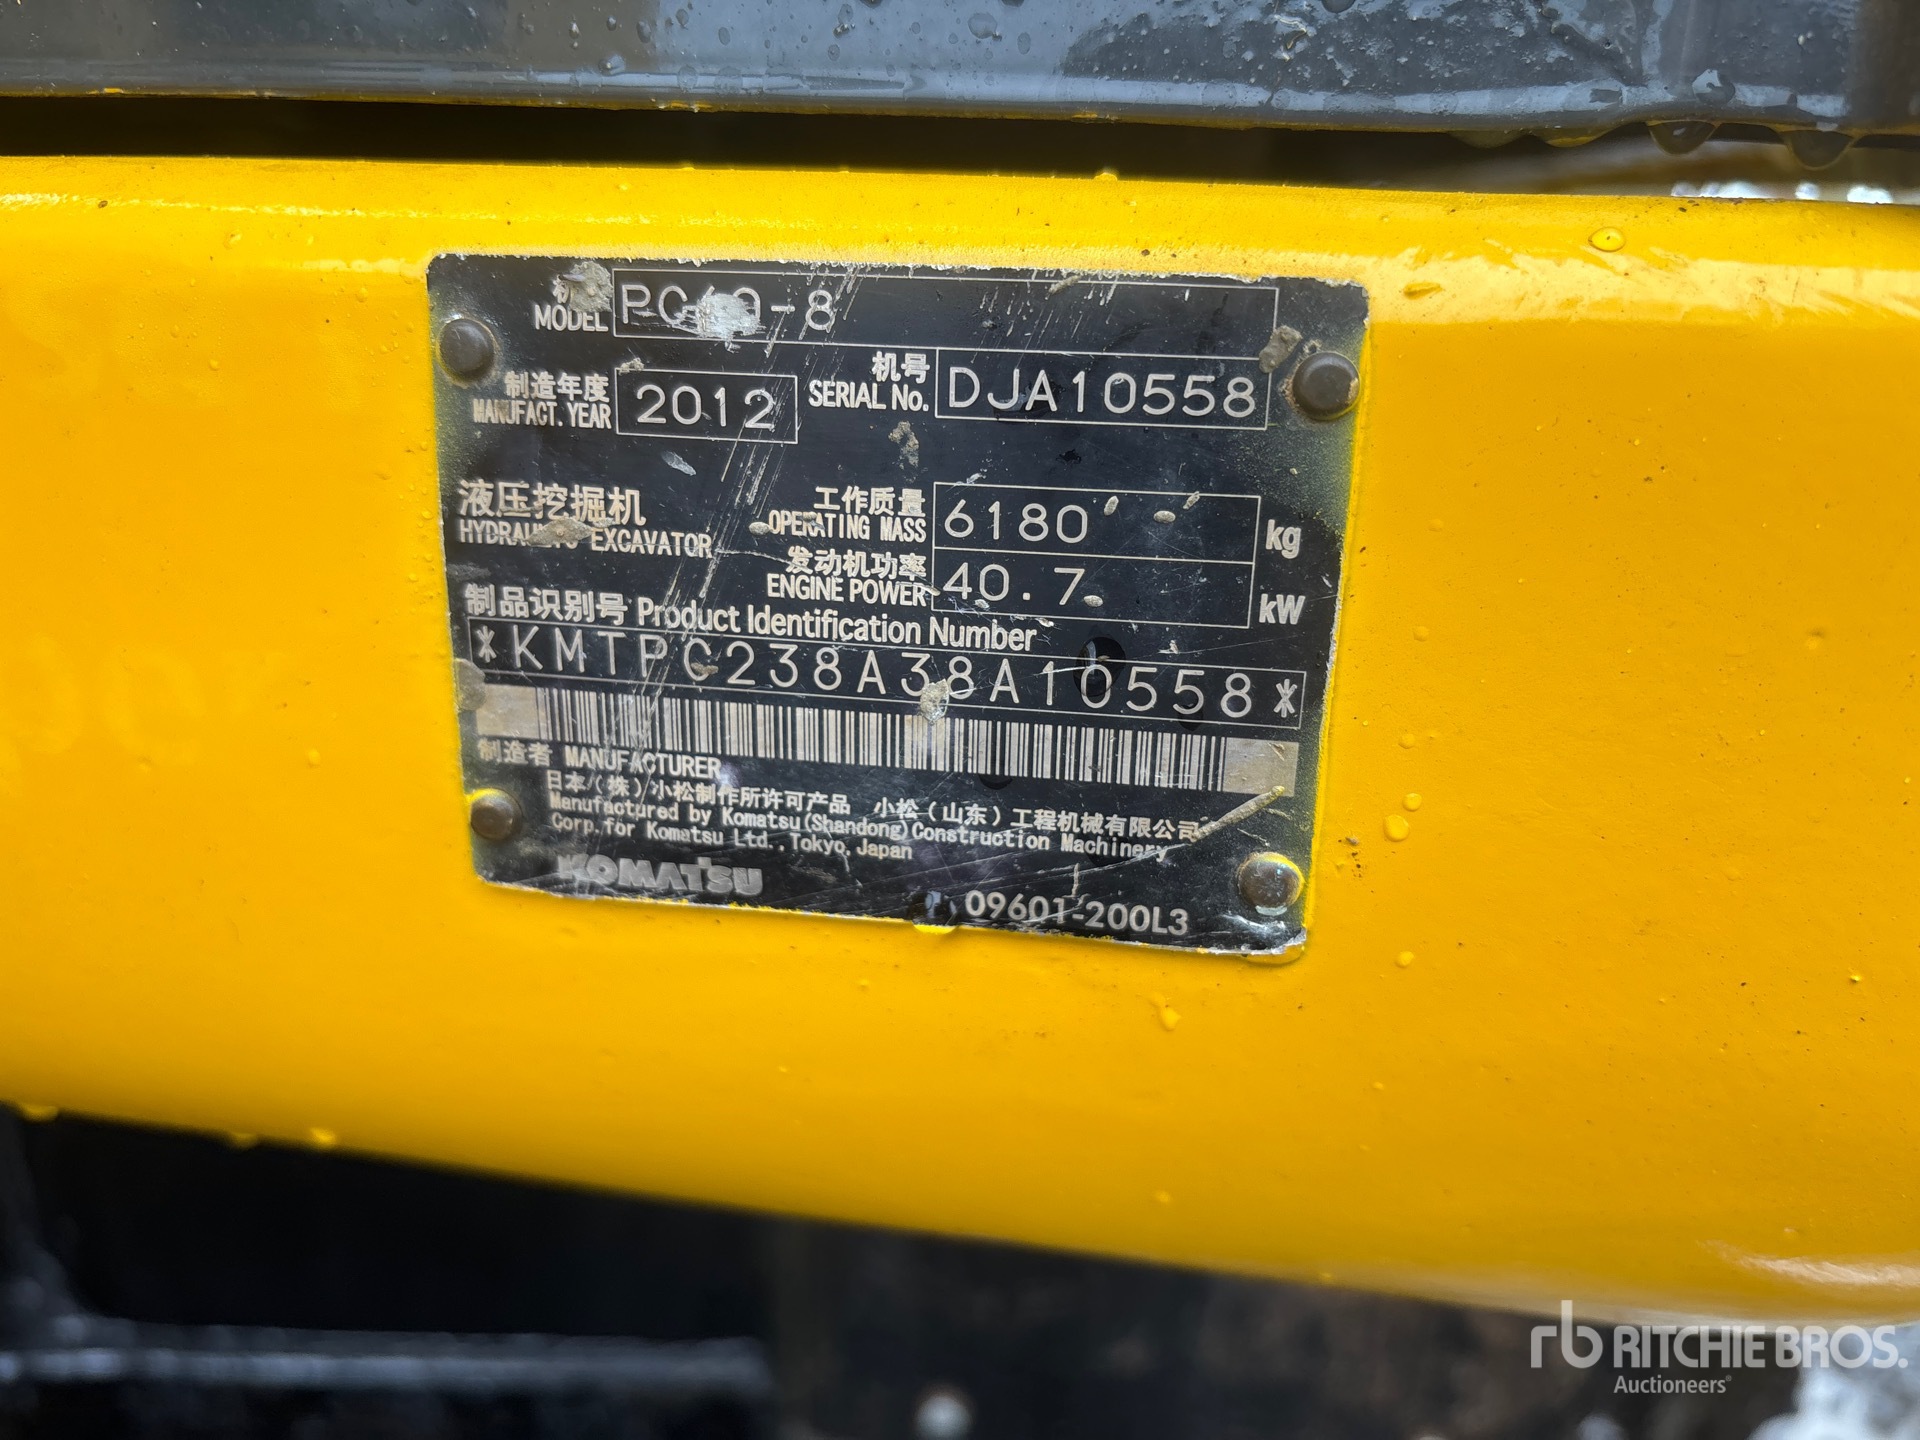 MODEL
制造年度 2012 机号 DJA10558
MANUFACT. YEAR SERIAL No.
液压挖掘机 工作质量 6180 kg
HYDRAULIC EXCAVATOR OPERATING MASS
发动机功率 40.7 kW
ENGINE POWER
制品识别号 Product Identification Number
*KMTPC238A38A10558*
制造者 MANUFACTURER
日本(株)小松制作所许可产品 小松(山东)工程机械有限公司
Manufactured by Komatsu(Shandong)Construction Machinery
Corp.for Komatsu Ltd.,Tokyo,Japan
KOMATSU 09601-200L3
rb RITCHIE BROS.
Auctioneers®